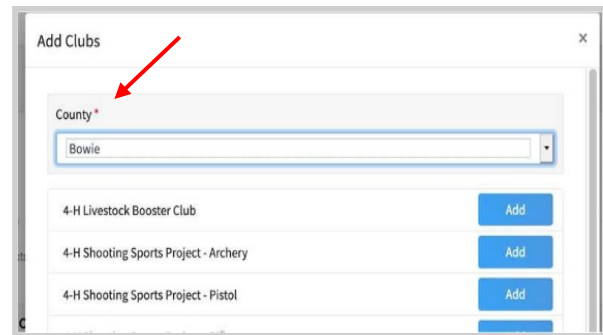 Add Clubs ×
County *
Bowie
4-H Livestock Booster Club Add
4-H Shooting Sports Project - Archery Add
4-H Shooting Sports Project - Pistol Add